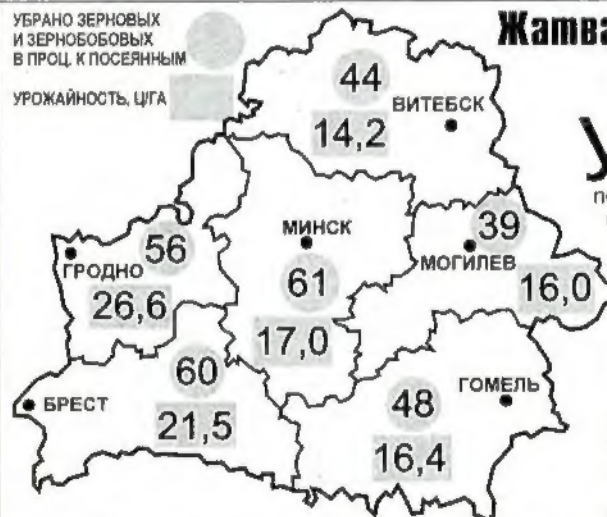 УБРАНО ЗЕРНОВЫХ
И ЗЕРНОБОБОВЫХ
В ПРОЦ. К ПОСЕЯННЫМ
УРОЖАЙНОСТЬ, Ц/ГА
Жатва
44
ВИТЕБСК
14,2
МИНСК
61
17,0
39
МОГИЛЕВ
16,0
56
ГРОДНО
26,6
60
БРЕСТ
21,5
48
ГОМЕЛЬ
16,4